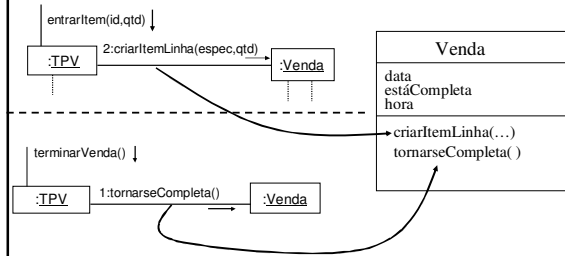 entrarItem(id,qtd)
2:criarItemLinha(espec,qtd)
:TPV
:Venda
terminarVenda()
1:tornarseCompleta()
:TPV
:Venda
Venda
data
estáCompleta
hora
criarItemLinha(…)
tornarseCompleta( )